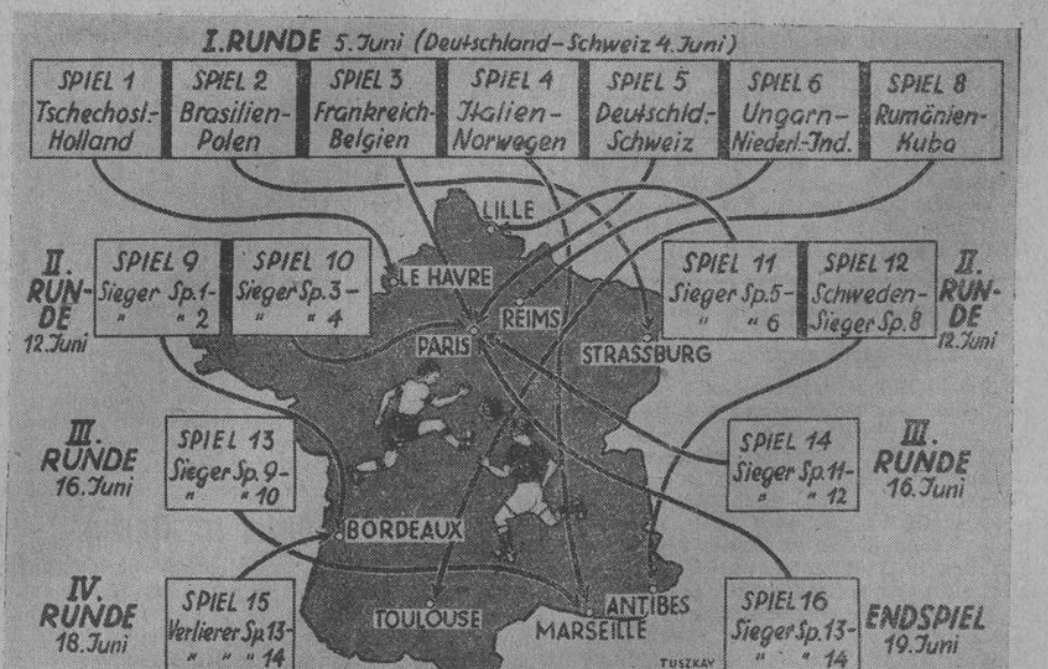 I. RUNDE 5. Juni (Deutschland-Schweiz 4. Juni)
SPIEL 1
Tschechosl.-
Holland
SPIEL 2
Brasilien-
Polen
SPIEL 3
Frankreich-
Belgien
SPIEL 4
Italien-
Norwegen
SPIEL 5
Deutschld.-
Schweiz
SPIEL 6
Ungarn-
Niederl.-Ind.
SPIEL 8
Rumänien-
Kuba
II.
RUN-
DE
12. Juni
SPIEL 9
Sieger Sp.1-
" " 2
SPIEL 10
Sieger Sp.3-
" " 4
SPIEL 11
Sieger Sp.5-
" " 6
SPIEL 12
Schweden-
Sieger Sp.8
II.
RUN-
DE
12. Juni
LILLE
LE HAVRE
REIMS
PARIS
STRASSBURG
III.
RUNDE
16. Juni
SPIEL 13
Sieger Sp.9-
" " 10
SPIEL 14
Sieger Sp.11-
" " 12
III.
RUNDE
16. Juni
BORDEAUX
TOULOUSE
MARSEILLE
ANTIBES
IV.
RUNDE
18. Juni
SPIEL 15
Verlierer Sp.13-
" " " 14
SPIEL 16
Sieger Sp.13-
" " 14
ENDSPIEL
19. Juni
TUSZKAY